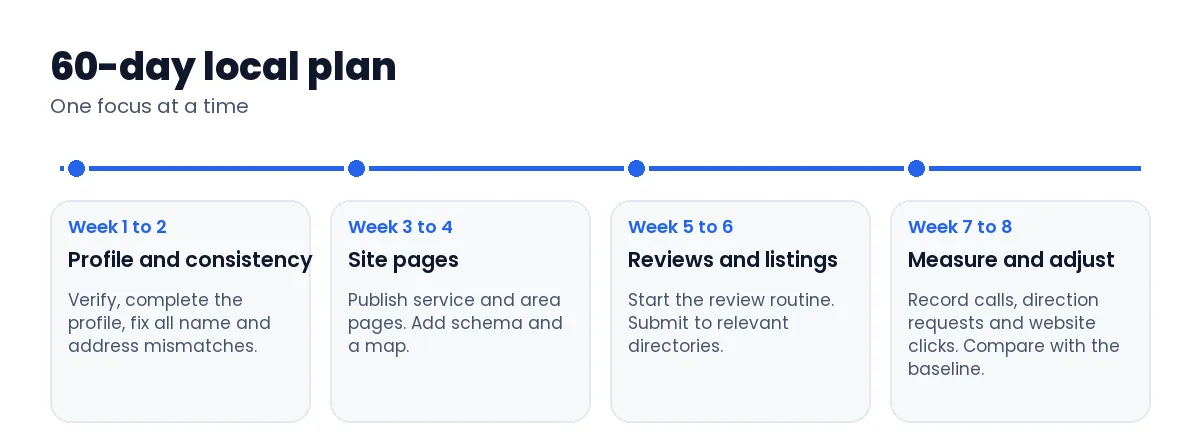 60-day local plan
One focus at a time
Week 1 to 2
Profile and consistency
Verify, complete the
profile, fix all name and
address mismatches.
Week 3 to 4
Site pages
Publish service and area
pages. Add schema and
a map.
Week 5 to 6
Reviews and listings
Start the review routine.
Submit to relevant
directories.
Week 7 to 8
Measure and adjust
Record calls, direction
requests and website
clicks. Compare with the
baseline.